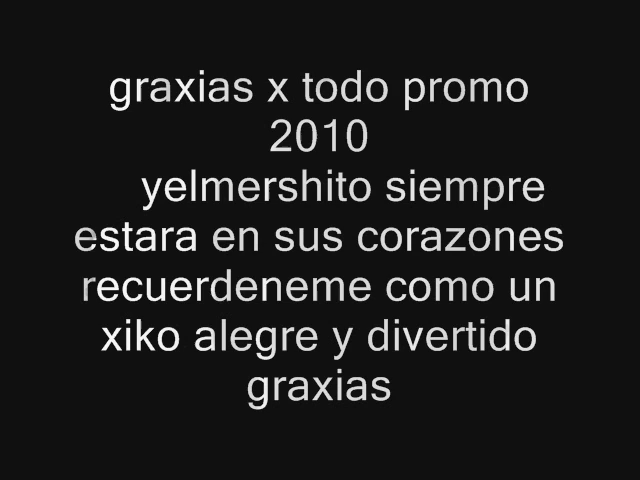 graxias x todo promo
2010
yelmershito siempre
estara en sus corazones
recuerdeneme como un
xiko alegre y divertido
graxias